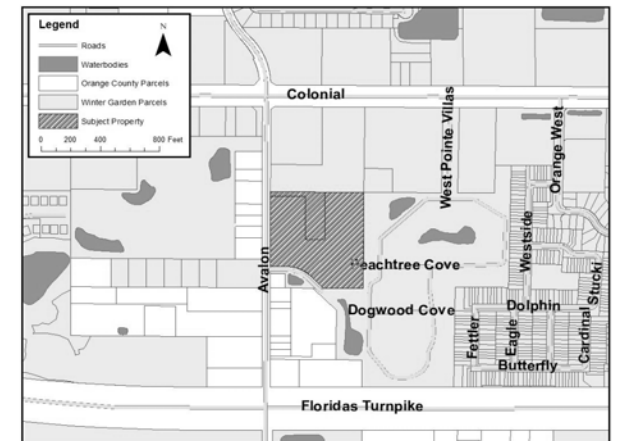 Legend
N
Roads
Waterbodies
Orange County Parcels
Winter Garden Parcels
Subject Property
0 200 400 800 Feet
Colonial
West Pointe Villas
Orange West
Avalon
Westside
Peachtree Cove
Stucki
Dogwood Cove
Dolphin
Fettler
Eagle
Cardinal
Butterfly
Floridas Turnpike